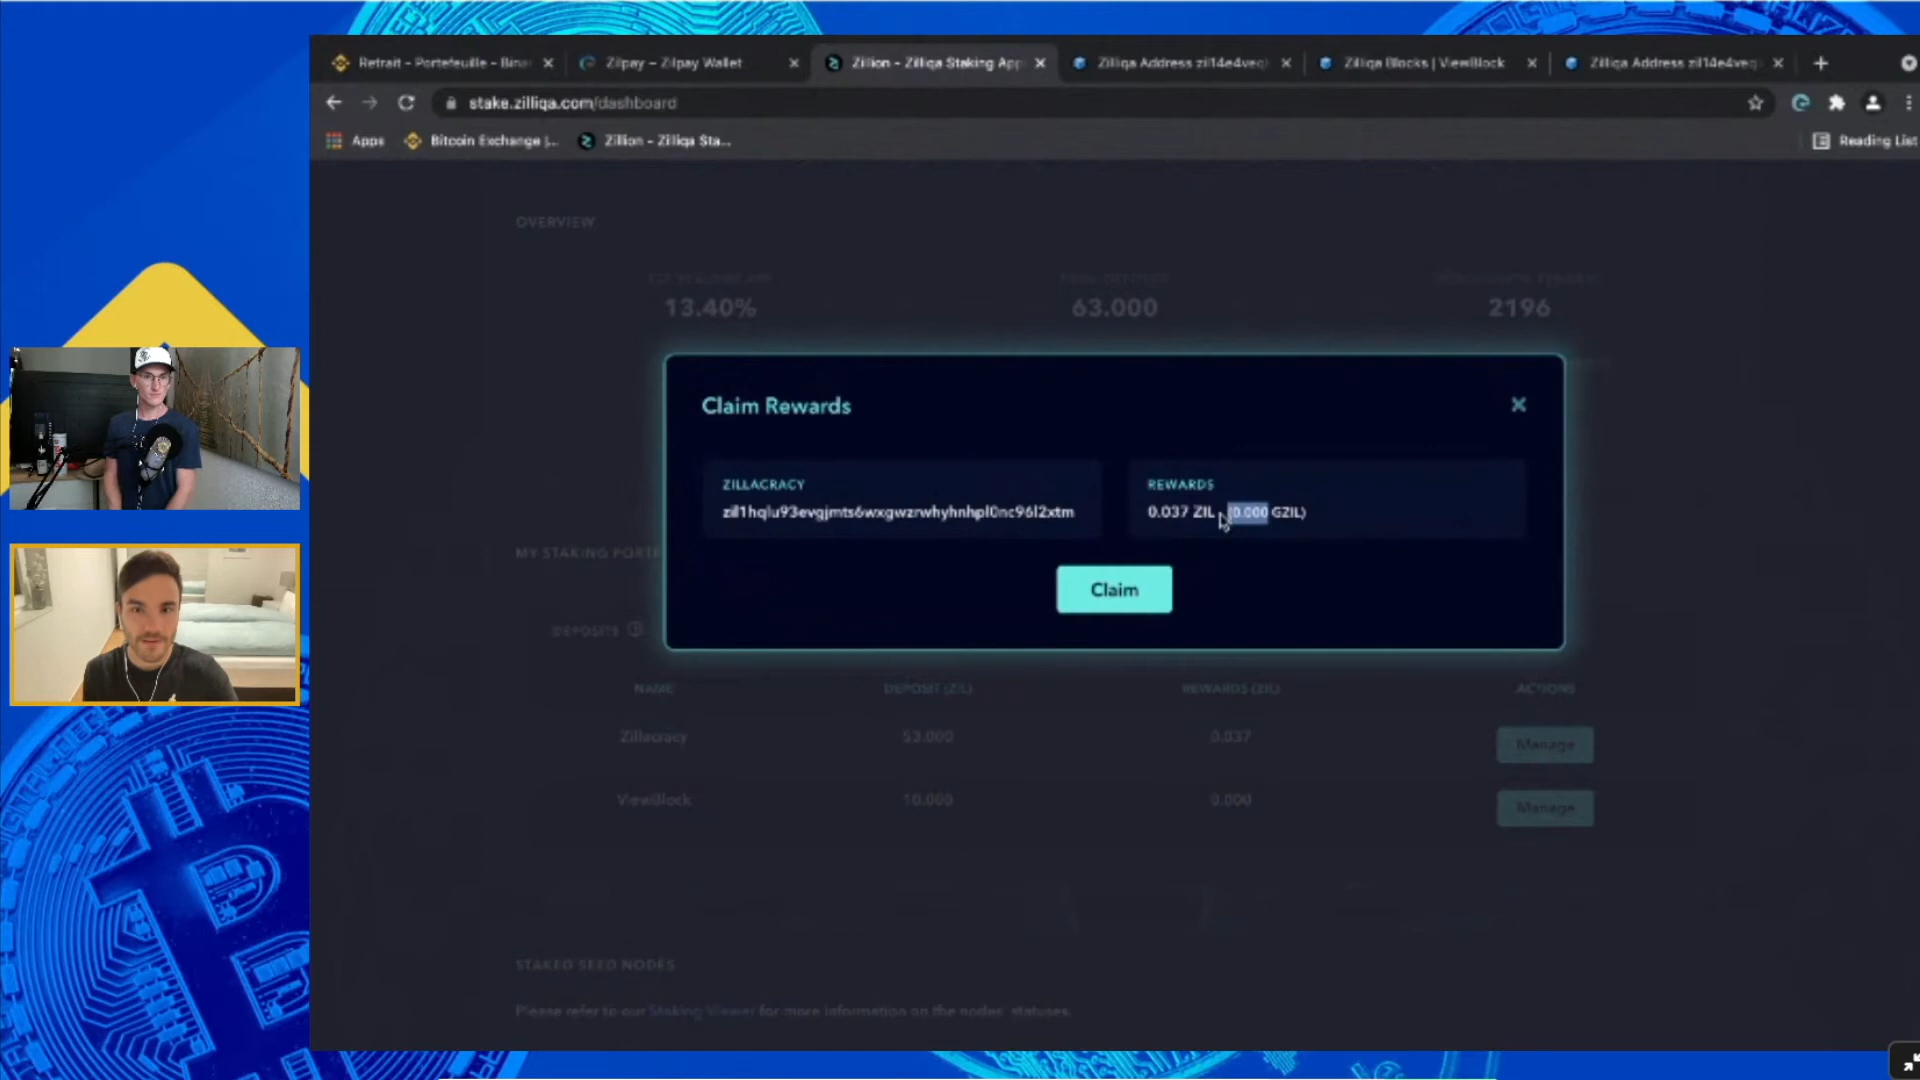 Retrait - Portefeuille - Bina
Zilpay - Zilpay Wallet
Zillion - Zilliqa Staking App
Zilliqa Address zil14e4veq
Zilliqa Blocks | ViewBlock
Zilliqa Address zil14e4veq
stake.zilliqa.com/dashboard
Apps
Bitcoin Exchange |...
Zillion - Zilliqa Sta...
Reading List
OVERVIEW
13.40%
63.000
2196
Claim Rewards
ZILLACRACY
zil1hqlu93evgjmts6wxgwzrwhyhnhpl0nc96l2xtm
REWARDS
0.037 ZIL (0.000 GZIL)
Claim
MY STAKING PORTF
DEPOSITS
NAME DEPOSIT (ZIL) REWARDS (ZIL) ACTIONS
Zillacracy 53.000 0.037 Manage
ViewBlock 10.000 0.000 Manage
STAKED SEED NODES
Please refer to our Staking Viewer for more information on the nodes' statuses.